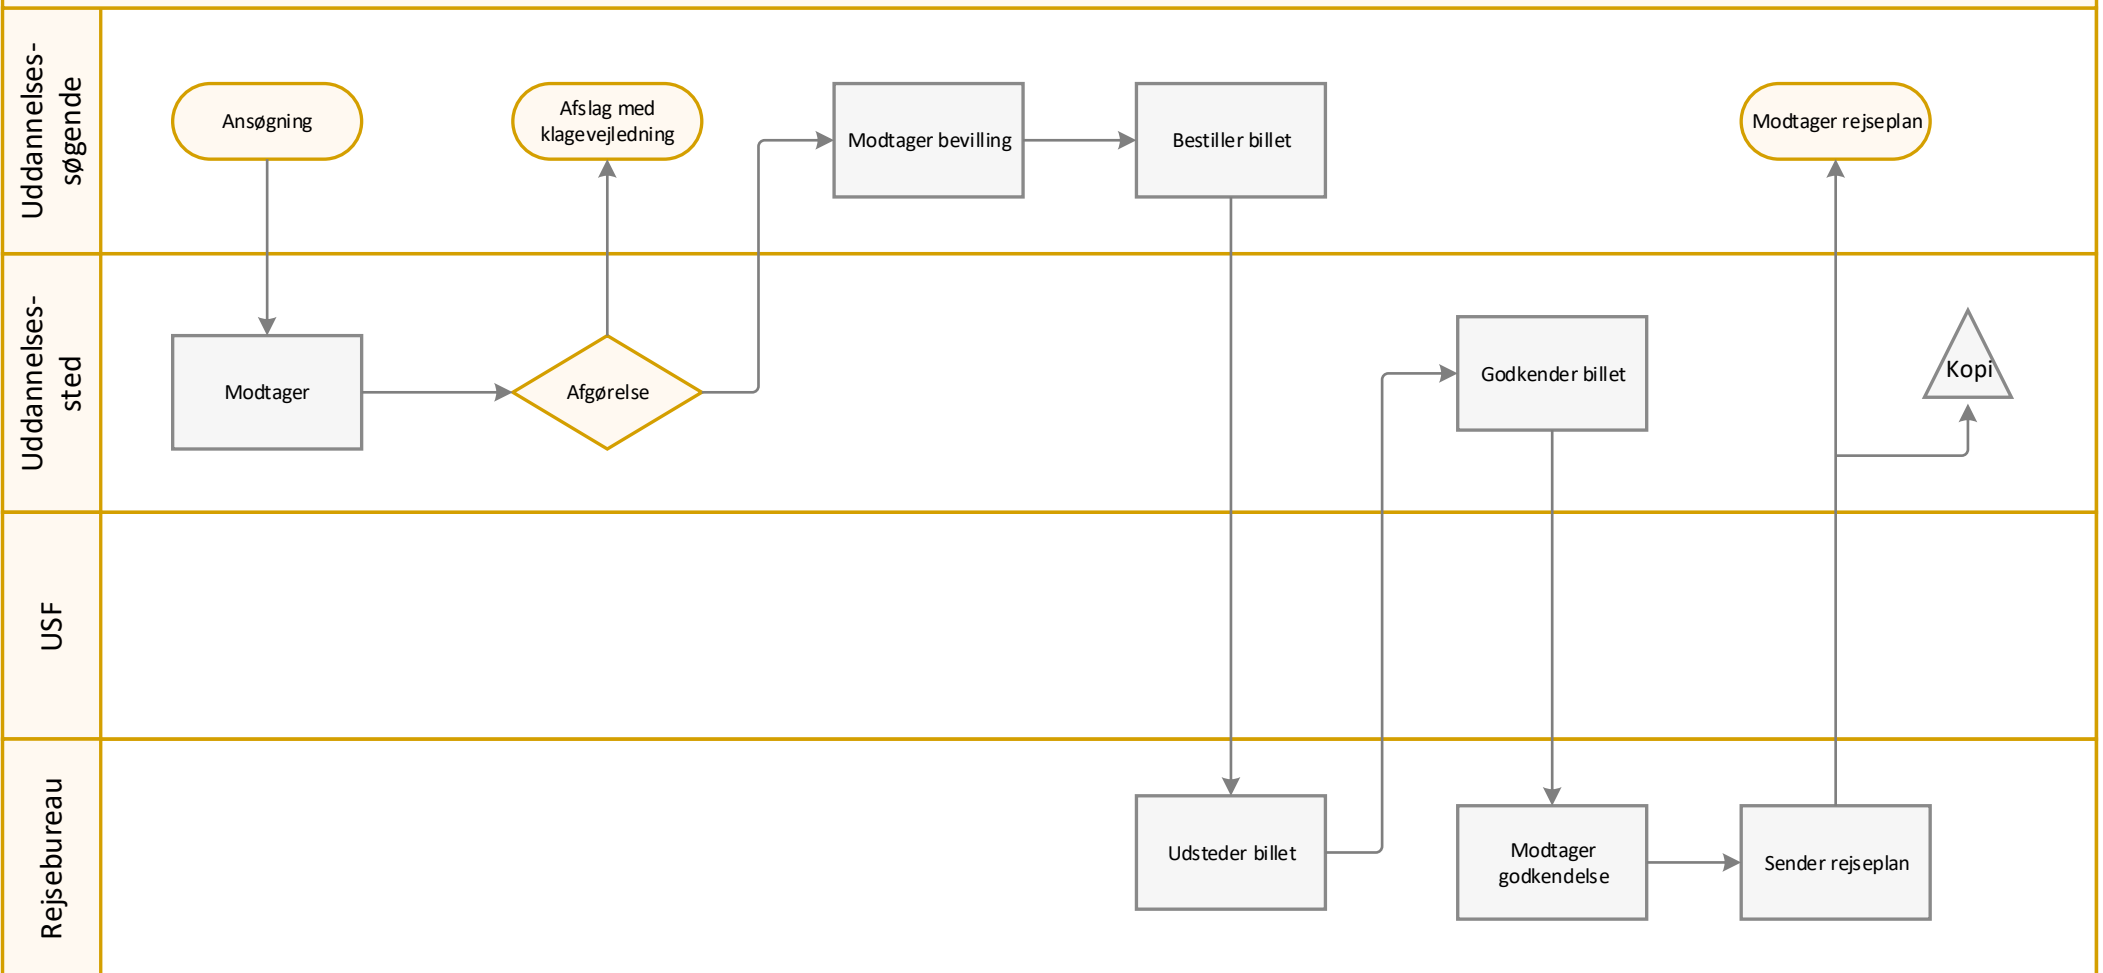 Uddannelses-
søgende
Ansøgning
Afslag med
klagevejledning
Modtager bevilling
Bestiller billet
Modtager rejseplan
Uddannelses-
sted
Modtager
Afgørelse
Godkender billet
Kopi
USF
Rejsebureau
Udsteder billet
Modtager
godkendelse
Sender rejseplan